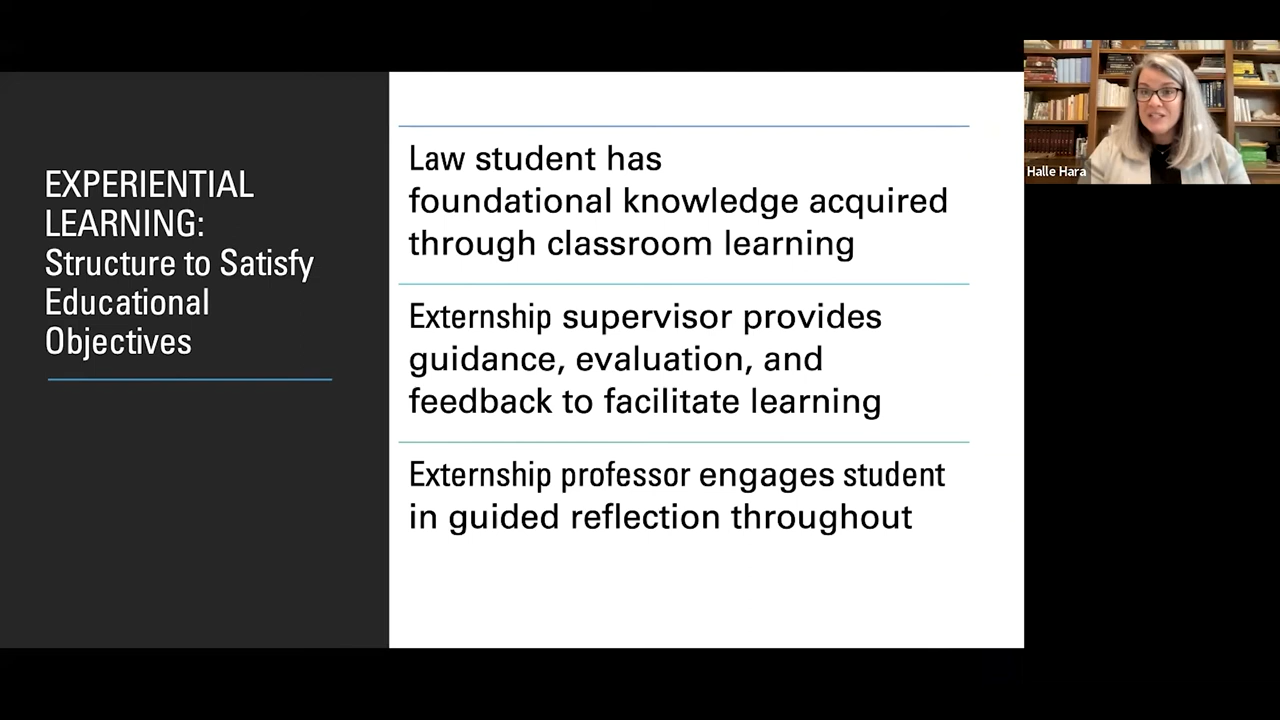 EXPERIENTIAL
LEARNING:
Structure to Satisfy
Educational
Objectives
Law student has
foundational knowledge acquired
through classroom learning
Externship supervisor provides
guidance, evaluation, and
feedback to facilitate learning
Externship professor engages student
in guided reflection throughout
Halle Hara